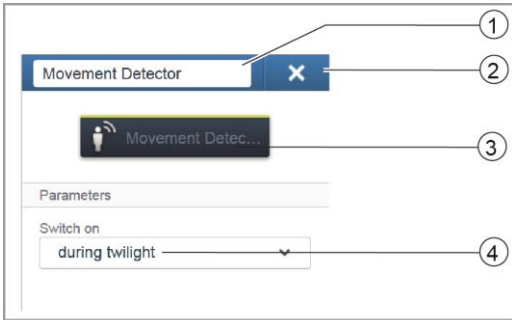 1
Movement Detector
2
Movement Detec...
3
Parameters
Switch on
during twilight
4